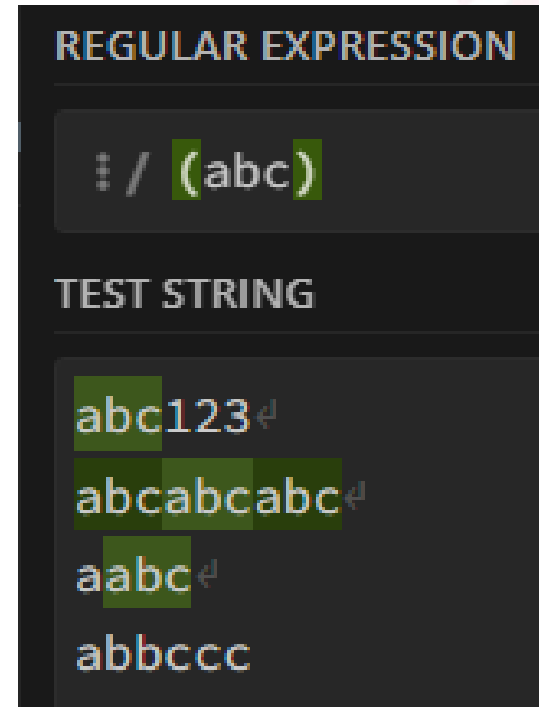 REGULAR EXPRESSION
⋮/ (abc)
TEST STRING
abc123↵
abcabcabc↵
aabc↵
abbccc